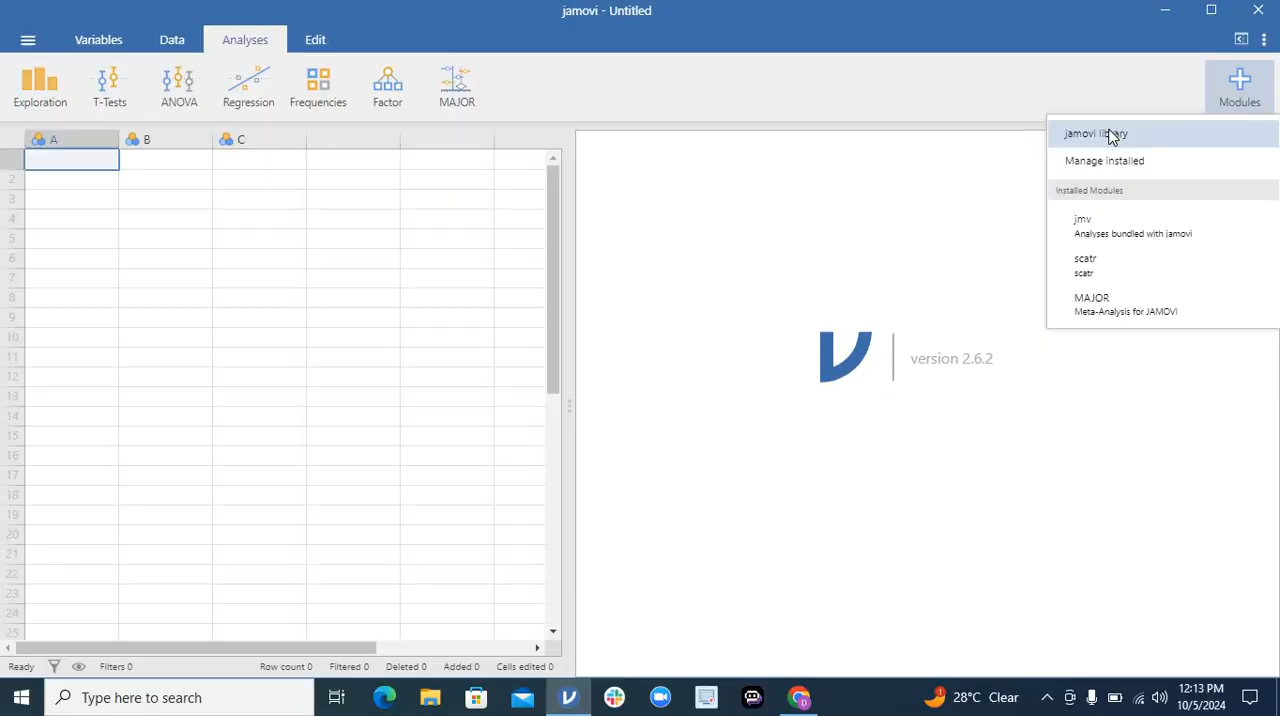 jamovi - Untitled
Variables
Data
Analyses
Edit
Exploration
T-Tests
ANOVA
Regression
Frequencies
Factor
MAJOR
Modules
jamovi library
Manage installed
Installed Modules
jmv
Analyses bundled with jamovi
scatr
scatr
MAJOR
Meta-Analysis for JAMOVI
A
B
C
2
3
4
5
6
7
8
9
10
11
12
13
14
15
16
17
18
19
20
21
22
23
24
25
version 2.6.2
Ready
Filters 0
Row count 0
Filtered 0
Deleted 0
Added 0
Cells edited 0
Type here to search
1
28°C Clear
12:13 PM
10/5/2024